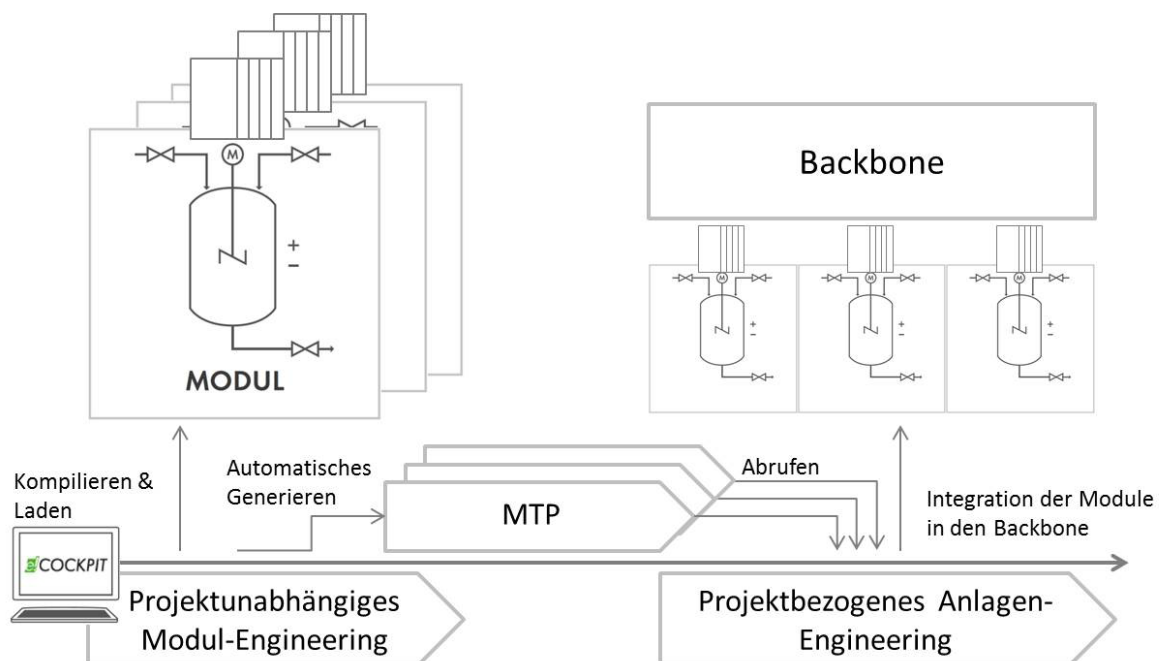 M
+
−
MODUL
Backbone
M
+
−
M
+
−
M
+
−
Kompilieren &
Laden
Automatisches
Generieren
MTP
Abrufen
Integration der Module
in den Backbone
COCKPIT
Projektunabhängiges
Modul-Engineering
Projektbezogenes Anlagen-
Engineering